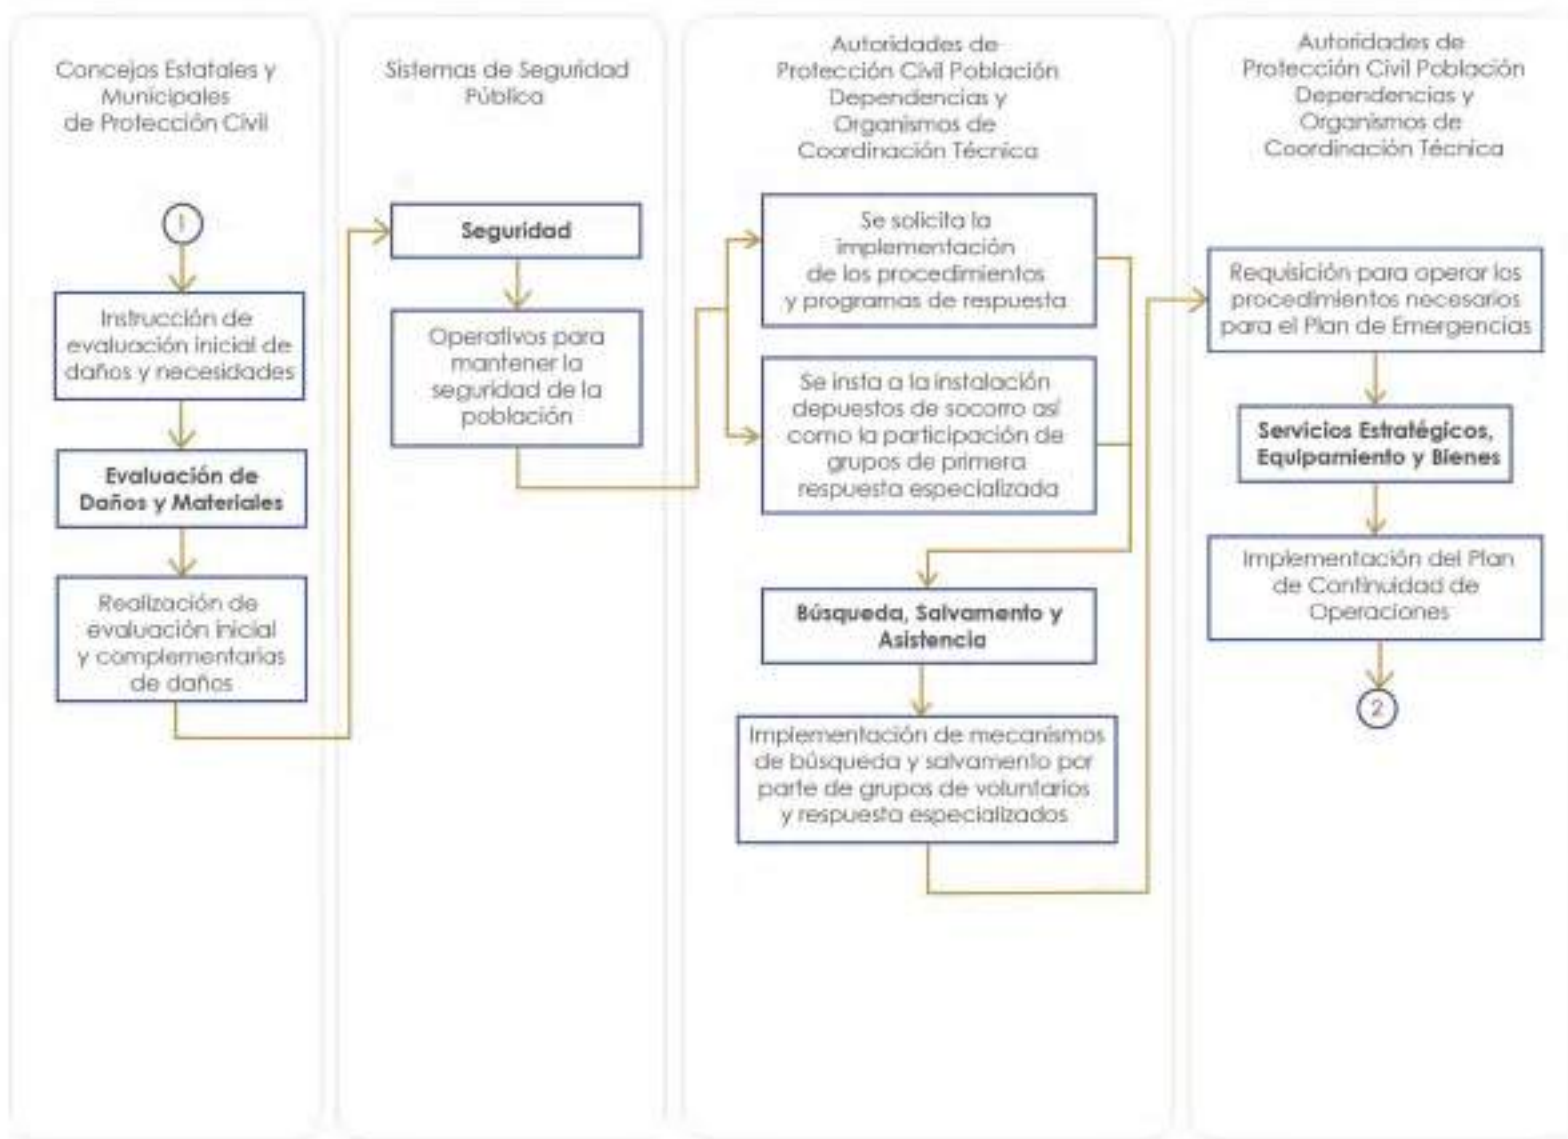 Concejos Estatales y
Municipales
de Protección Civil
1
Instrucción de
evaluación inicial de
daños y necesidades
Evaluación de
Daños y Materiales
Realización de
evaluación inicial
y complementarias
de daños
Sistemas de Seguridad
Pública
Seguridad
Operativos para
mantener la
seguridad de la
población
Autoridades de
Protección Civil Población
Dependencias y
Organismos de
Coordinación Técnica
Se solicita la
implementación
de los procedimientos
y programas de respuesta
Se insta a la instalación
depuestos de socorro así
como la participación de
grupos de primera
respuesta especializada
Búsqueda, Salvamento y
Asistencia
Implementación de mecanismos
de búsqueda y salvamento por
parte de grupos de voluntarios
y respuesta especializados
Autoridades de
Protección Civil Población
Dependencias y
Organismos de
Coordinación Técnica
Requisición para operar los
procedimientos necesarios
para el Plan de Emergencias
Servicios Estratégicos,
Equipamiento y Bienes
Implementación del Plan
de Continuidad de
Operaciones
2